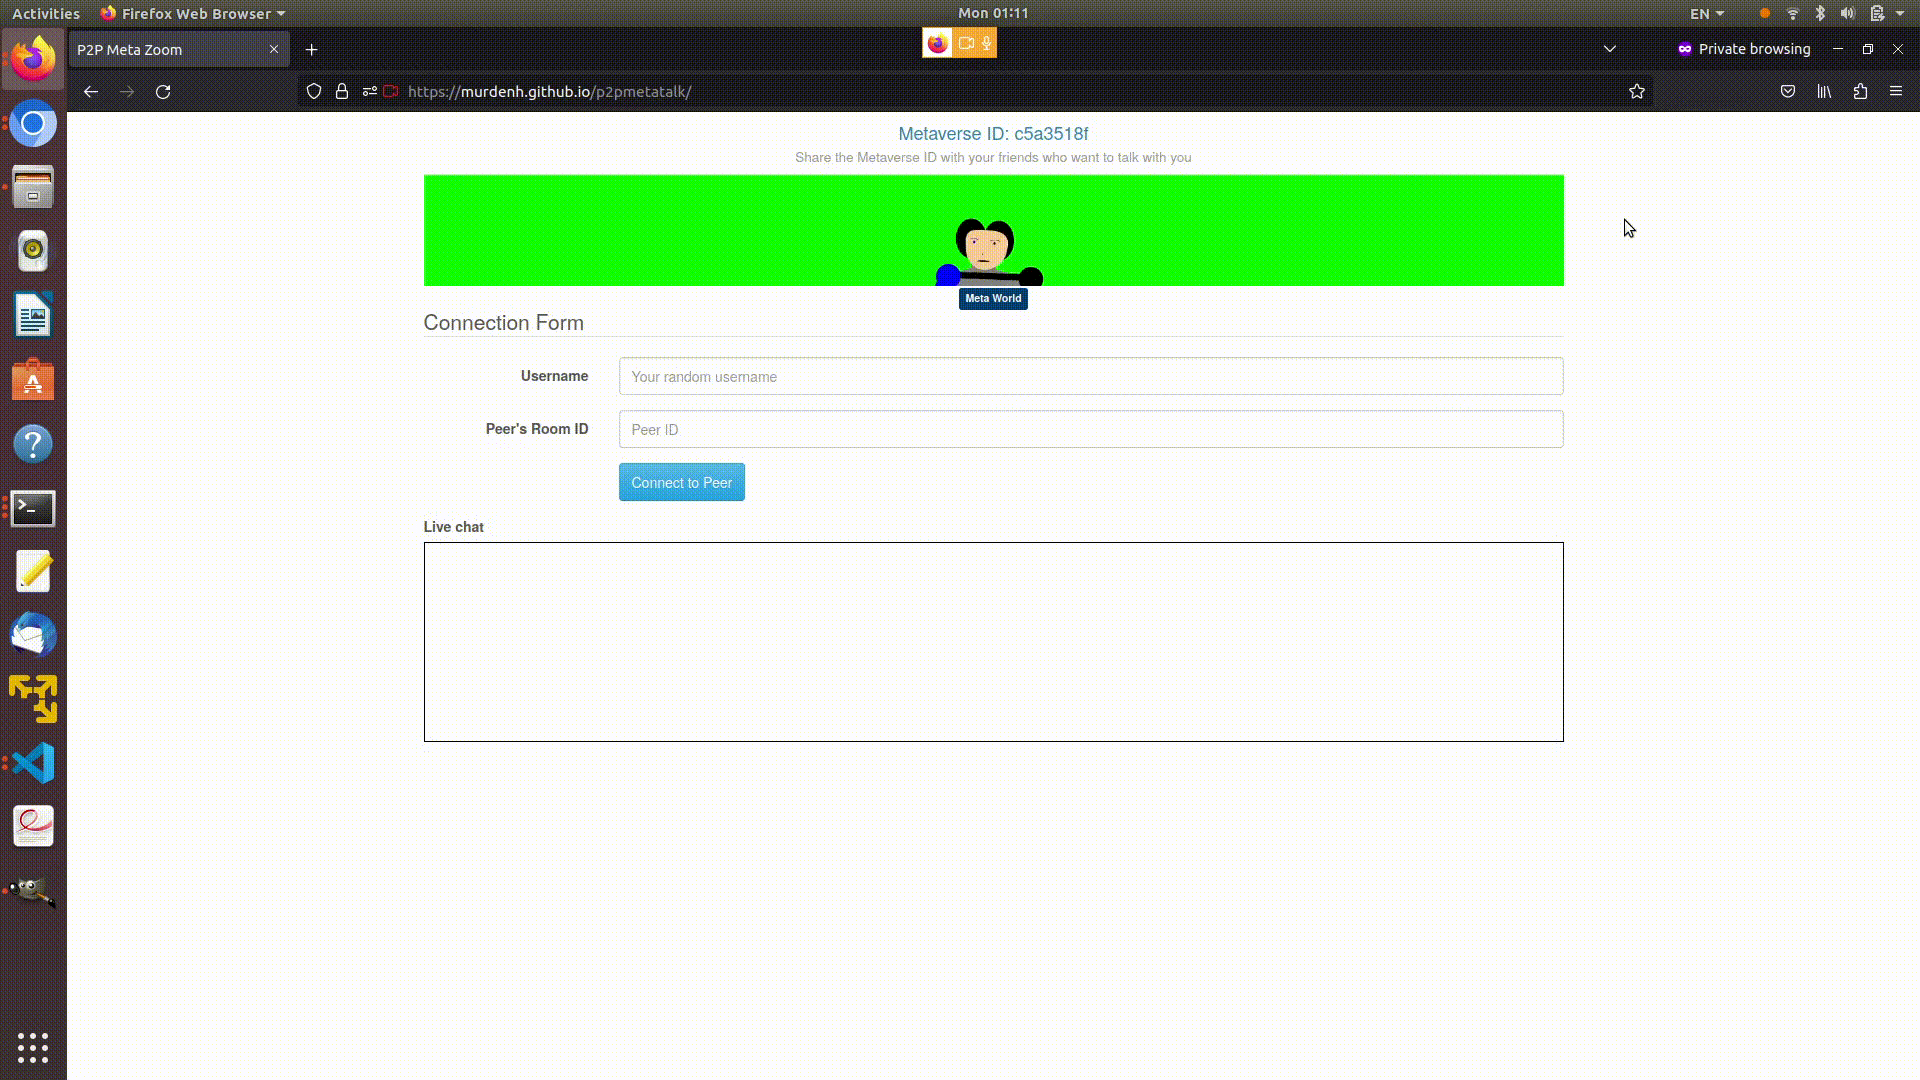 Activities Firefox Web Browser Mon 01:11 EN
P2P Meta Zoom Private browsing
https://murdenh.github.io/p2pmetatalk/
Metaverse ID: c5a3518f
Share the Metaverse ID with your friends who want to talk with you
Meta World
Connection Form
Username Your random username
Peer's Room ID Peer ID
Connect to Peer
Live chat